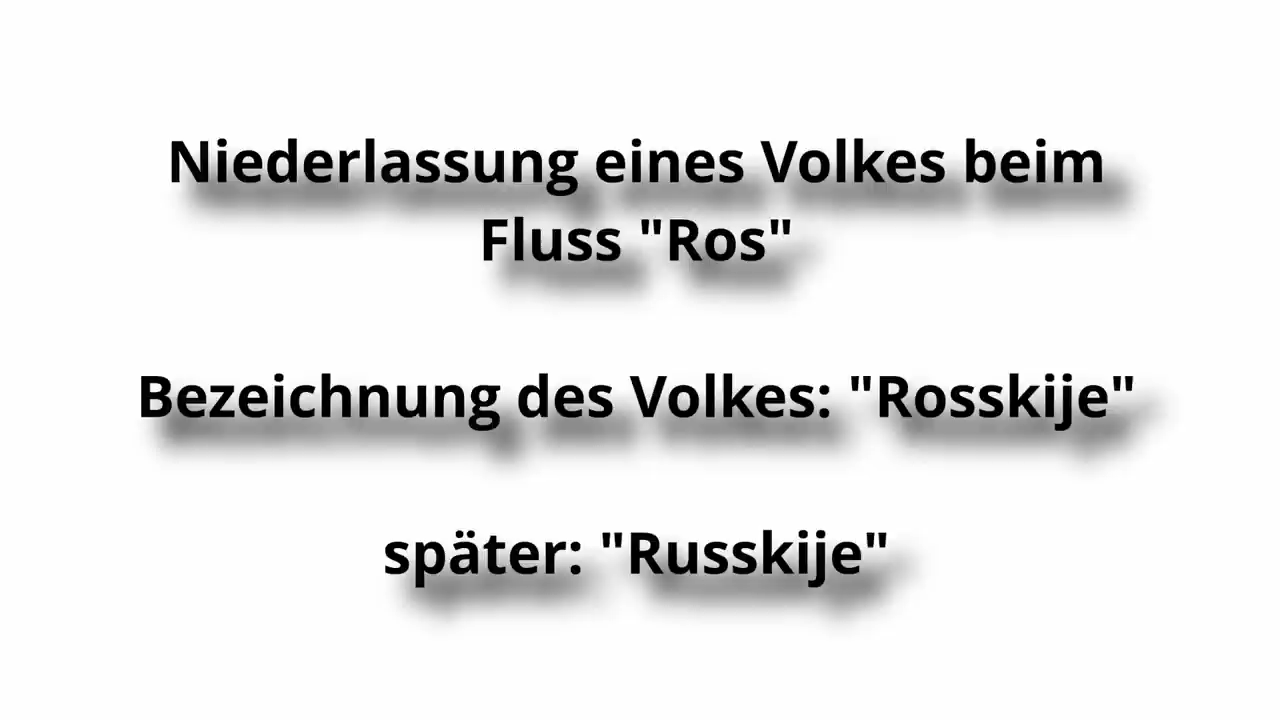 Niederlassung eines Volkes beim
Fluss "Ros"
Bezeichnung des Volkes: "Rosskije"
später: "Russkije"